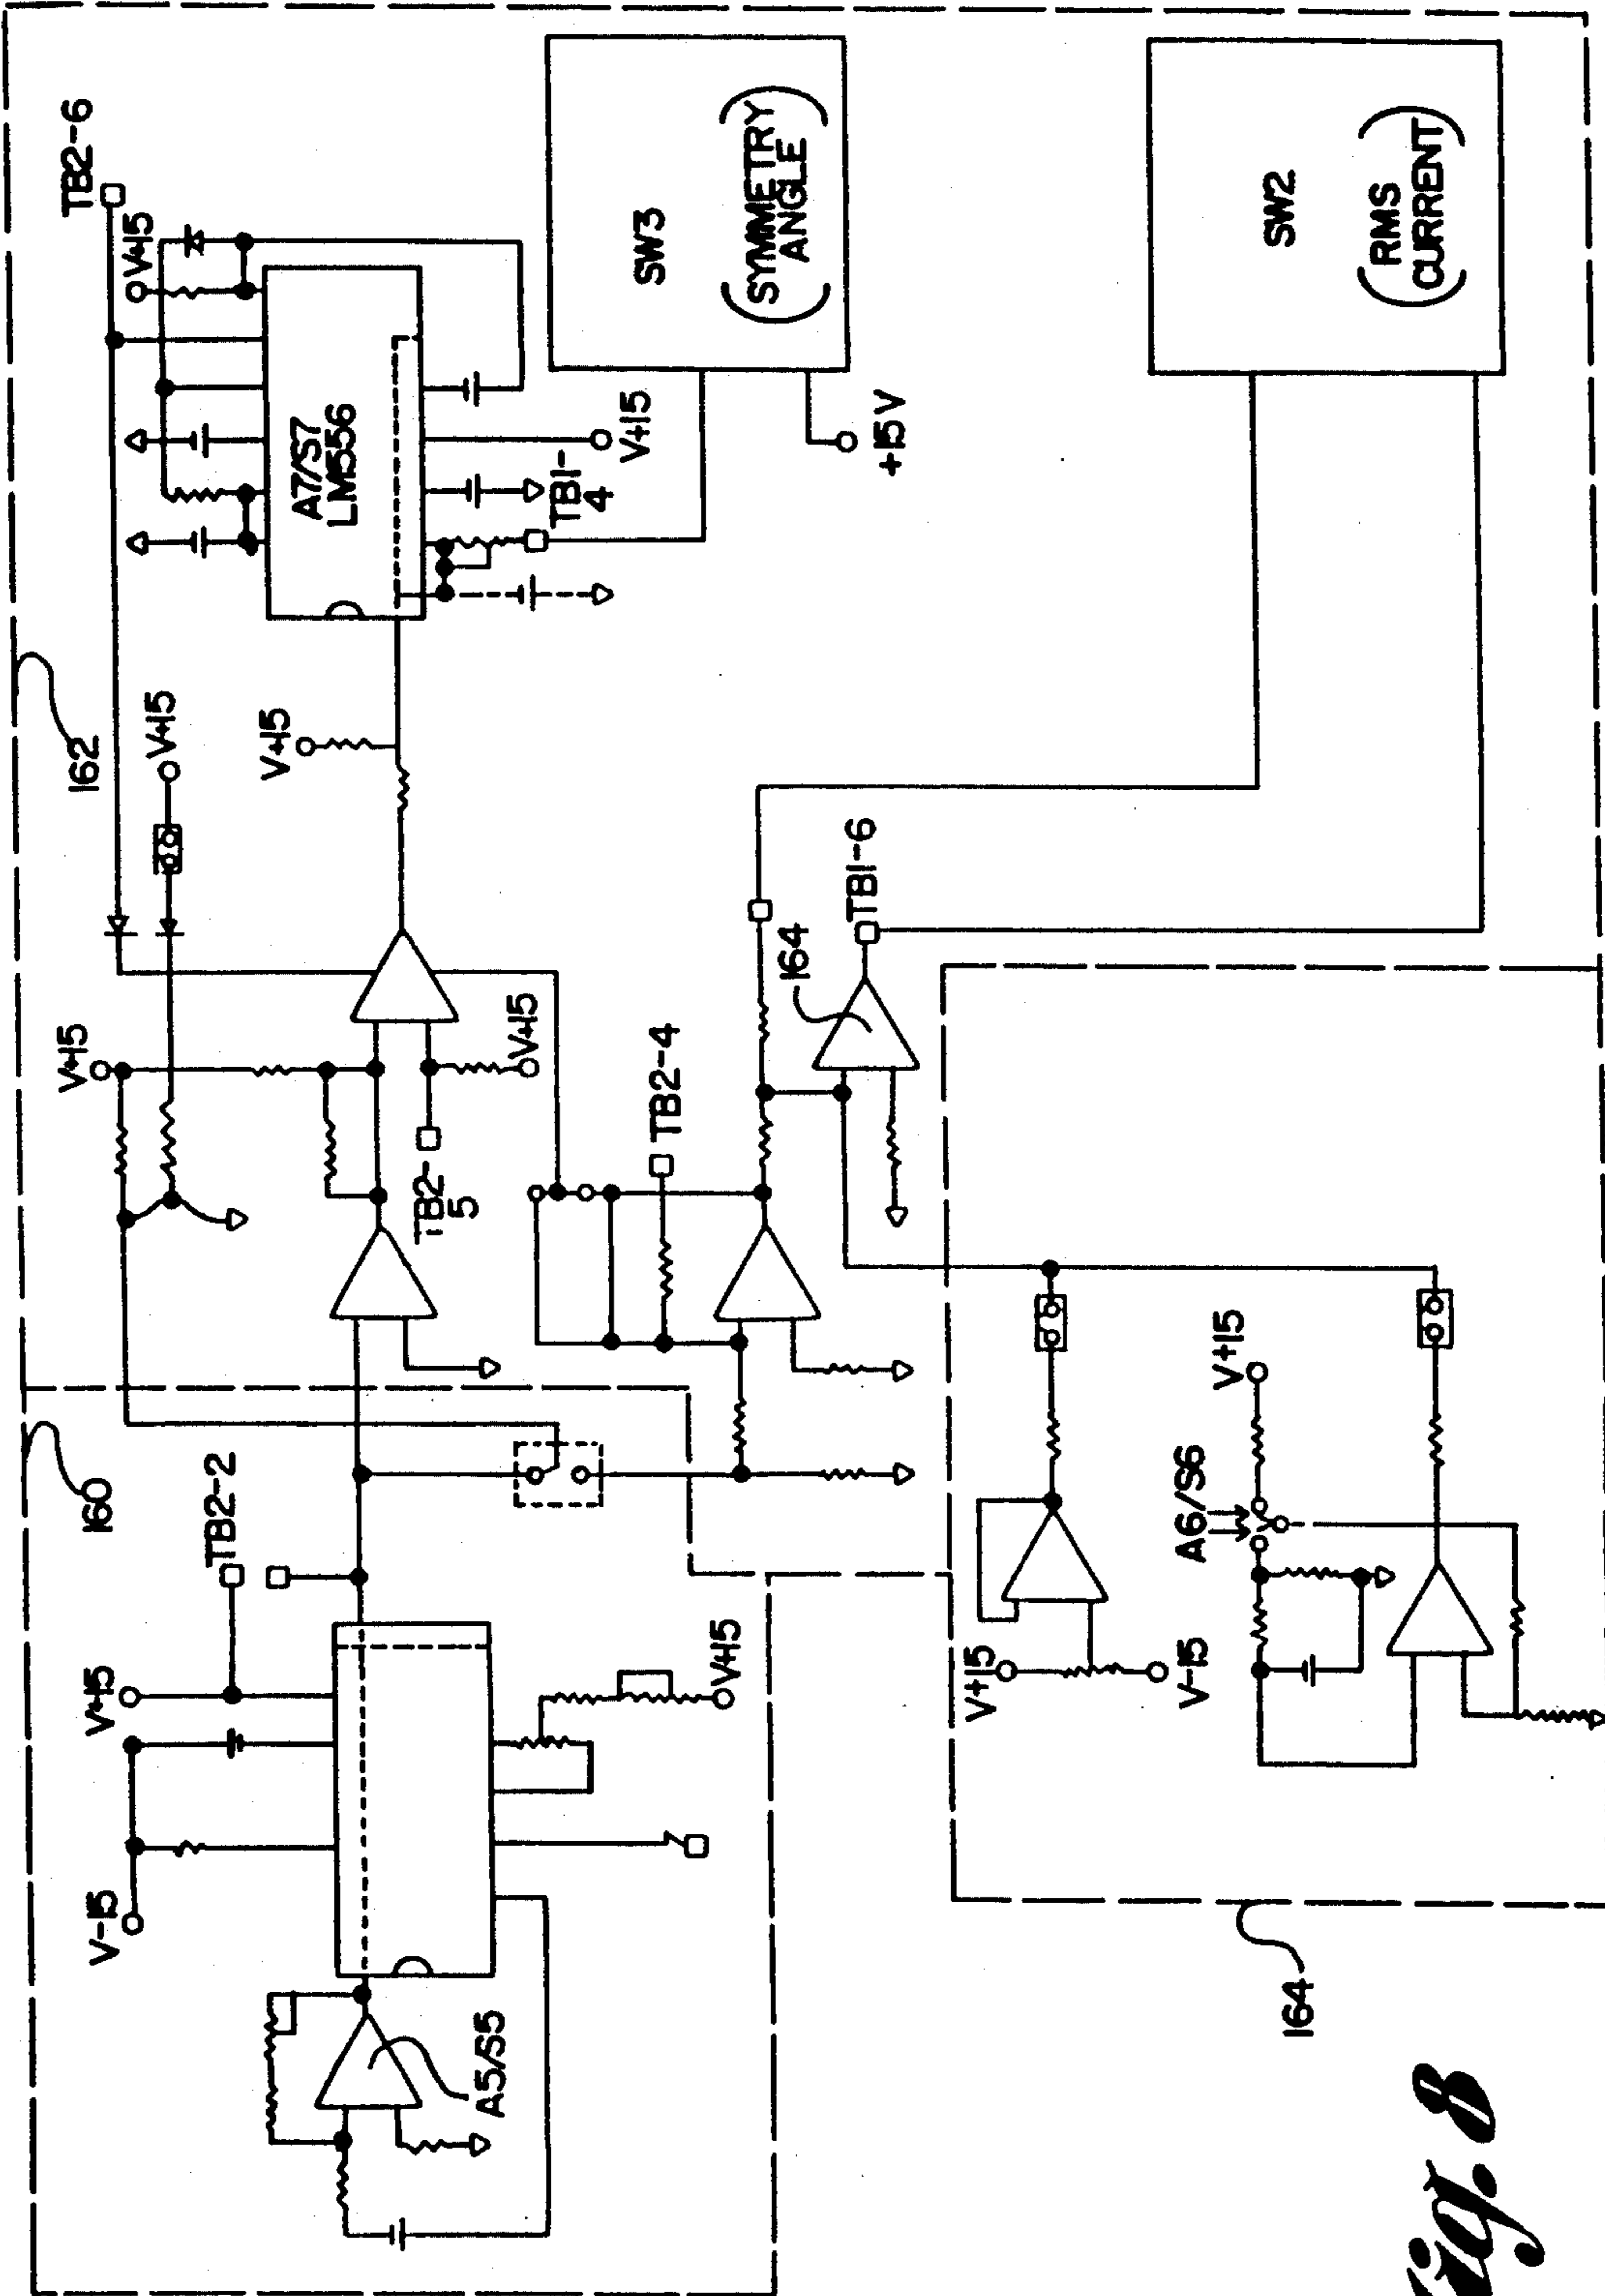 V-15
V+15
160
TB2-2
V+15
162
V+15
V+15
TB2-6
V+15
A7/S7
LM556
A5/S5
TB2-
5
V+15
TB1-
4
V+15
SW3
(SYMMETRY
ANGLE)
V+15
TB2-4
164
TB1-6
+15V
V+15
V-15
A6/S6
V+15
SW2
(RMS
CURRENT)
164
Fig. 8